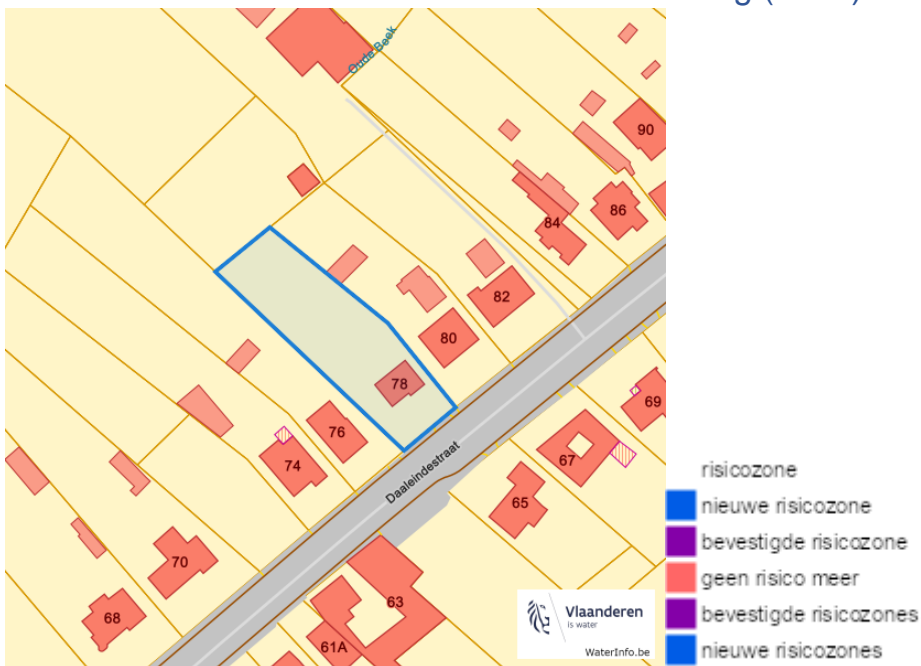 Oude Beek
90
86
84
82
80
78
76
74
70
68
Daaleindestraat
69
67
65
63
61A
Vlaanderen
is water
WaterInfo.be
risicozone
nieuwe risicozone
bevestigde risicozone
geen risico meer
bevestigde risicozones
nieuwe risicozones